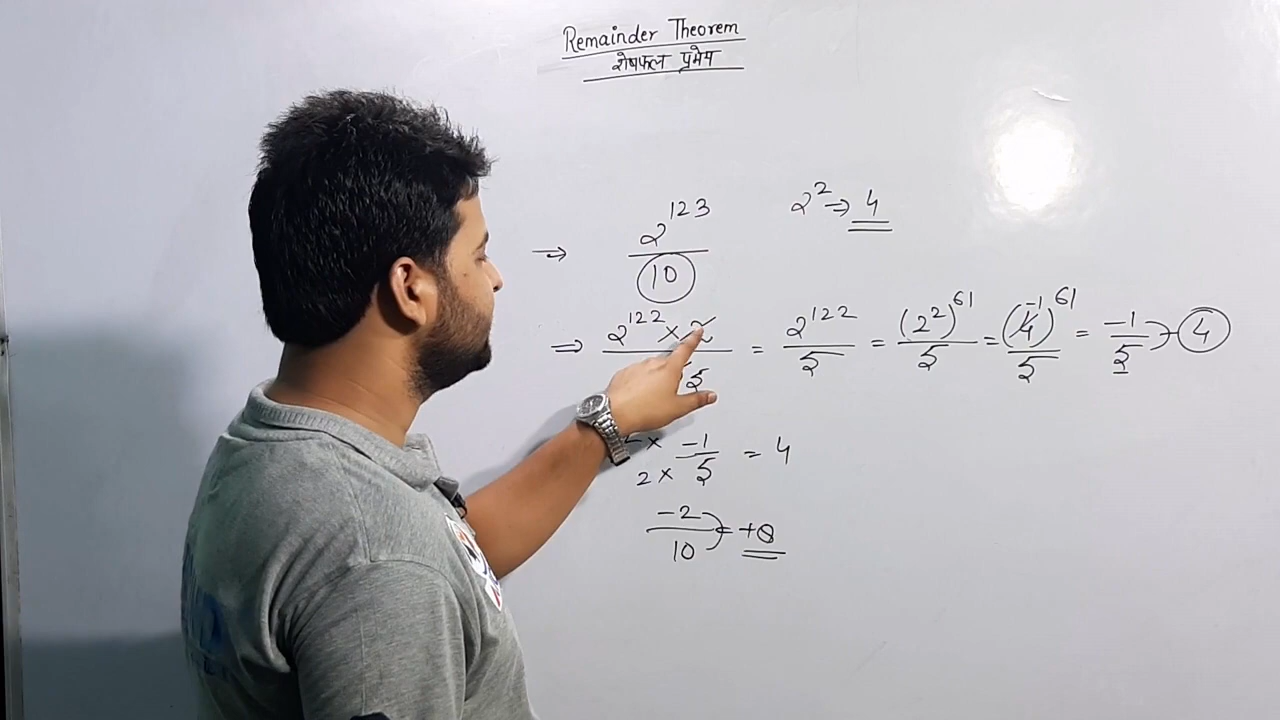 Remainder Theorem
शेषफल प्रमेय
→ 2^123 / 10
2^2 → 4
⇒ 2^122 × 2 / 5 = 2^122 / 5 = (2^2)^61 / 5 = (4)^61 -1 / 5 = -1 / 5 → 4
× -1 / 2 × 5 = 4
-2 / 10 = +8